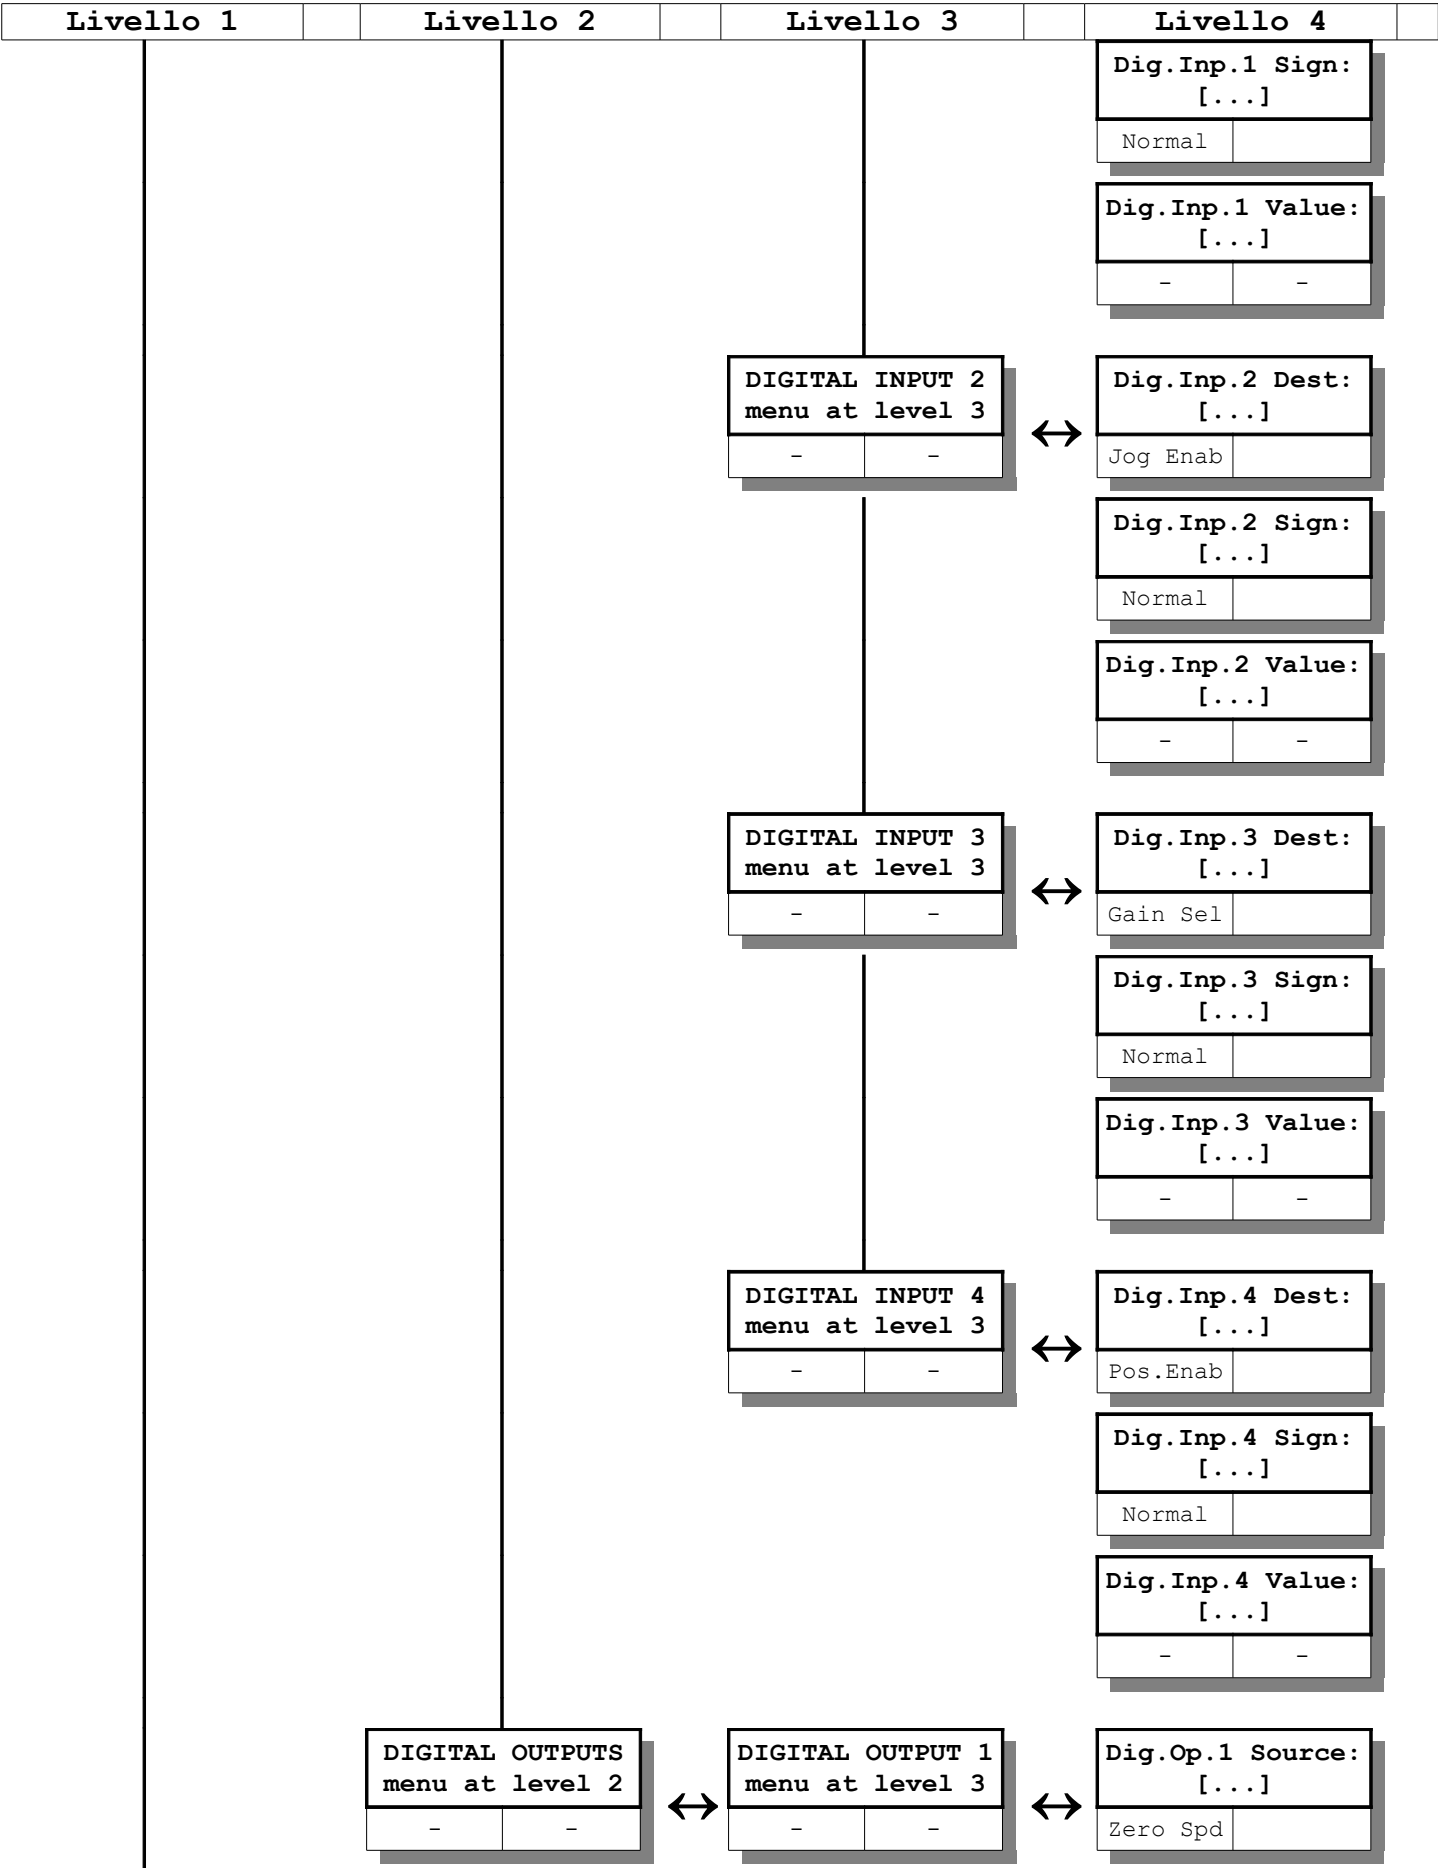 Livello 1 Livello 2 Livello 3 Livello 4
Dig.Inp.1 Sign:
[...]
Normal
Dig.Inp.1 Value:
[...]
- -
DIGITAL INPUT 2
menu at level 3
- -
Dig.Inp.2 Dest:
[...]
Jog Enab
Dig.Inp.2 Sign:
[...]
Normal
Dig.Inp.2 Value:
[...]
- -
DIGITAL INPUT 3
menu at level 3
- -
Dig.Inp.3 Dest:
[...]
Gain Sel
Dig.Inp.3 Sign:
[...]
Normal
Dig.Inp.3 Value:
[...]
- -
DIGITAL INPUT 4
menu at level 3
- -
Dig.Inp.4 Dest:
[...]
Pos.Enab
Dig.Inp.4 Sign:
[...]
Normal
Dig.Inp.4 Value:
[...]
- -
DIGITAL OUTPUTS
menu at level 2
- -
DIGITAL OUTPUT 1
menu at level 3
- -
Dig.Op.1 Source:
[...]
Zero Spd